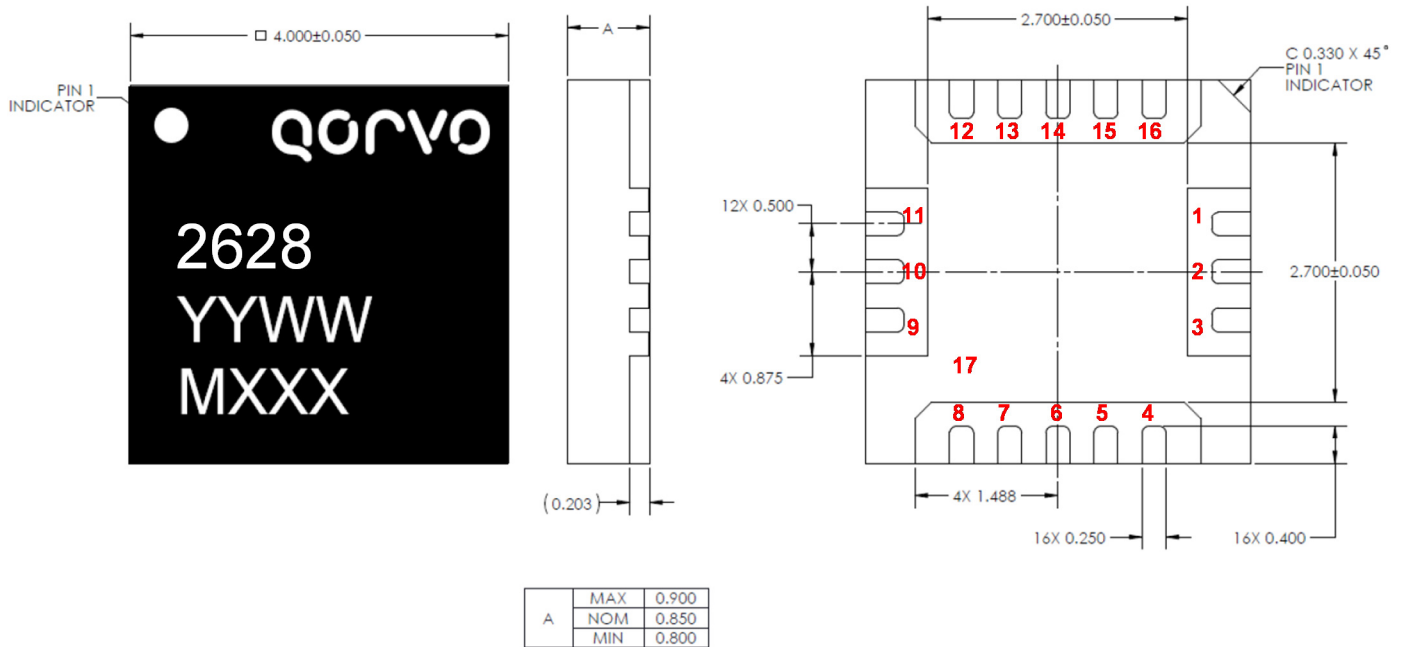 □ 4.000±0.050
PIN 1
INDICATOR
QORVO
2628
YYWW
MXXX
A
(0.203)
2.700±0.050
C 0.330 X 45°
PIN 1
INDICATOR
12 13 14 15 16
12X 0.500
11
10
9
1
2
3
2.700±0.050
4X 0.875
17
8 7 6 5 4
4X 1.488
16X 0.250
16X 0.400
A
MAX 0.900
NOM 0.850
MIN 0.800